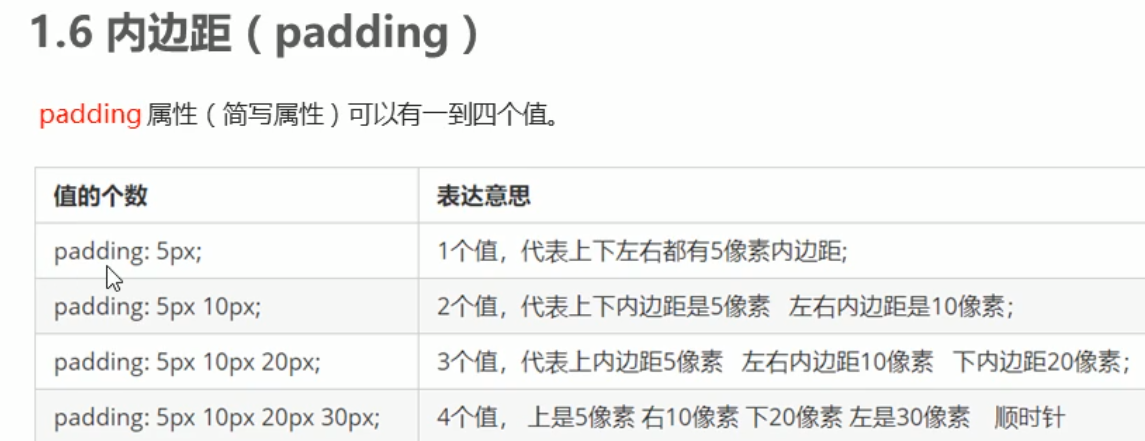 1.6 内边距（padding）
padding 属性（简写属性）可以有一到四个值。
值的个数 表达意思
padding: 5px; 1个值，代表上下左右都有5像素内边距;
padding: 5px 10px; 2个值，代表上下内边距是5像素 左右内边距是10像素;
padding: 5px 10px 20px; 3个值，代表上内边距5像素 左右内边距10像素 下内边距20像素;
padding: 5px 10px 20px 30px; 4个值， 上是5像素 右10像素 下20像素 左是30像素 顺时针